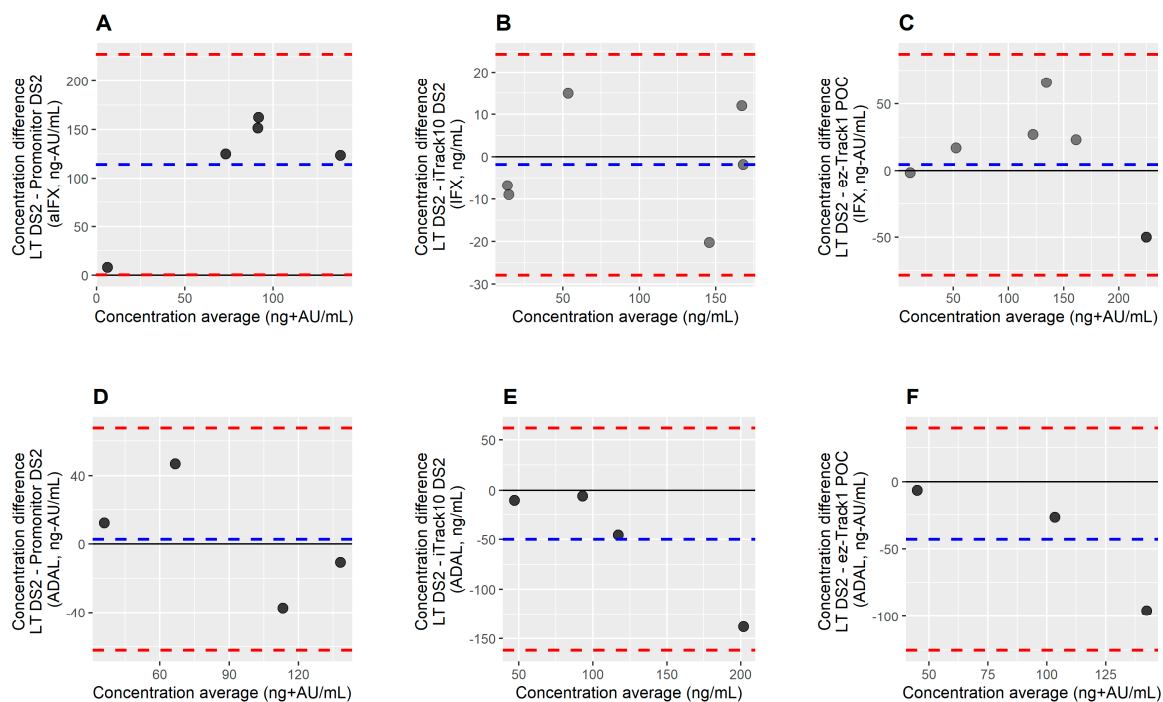 A
Concentration difference
LT DS2 - Promonitor DS2
(aIFX, ng-AU/mL)
200
150
100
50
0
0
50
100
Concentration average (ng+AU/mL)
B
Concentration difference
LT DS2 - iTrack10 DS2
(IFX, ng/mL)
20
10
0
-10
-20
-30
50
100
150
Concentration average (ng/mL)
C
Concentration difference
LT DS2 - ez-Track1 POC
(IFX, ng-AU/mL)
50
0
-50
50
100
150
200
Concentration average (ng+AU/mL)
D
Concentration difference
LT DS2 - Promonitor DS2
(ADAL, ng-AU/mL)
40
0
-40
60
90
120
Concentration average (ng+AU/mL)
E
Concentration difference
LT DS2 - iTrack10 DS2
(ADAL, ng/mL)
50
0
-50
-100
-150
50
100
150
200
Concentration average (ng/mL)
F
Concentration difference
LT DS2 - ez-Track1 POC
(ADAL, ng-AU/mL)
0
-50
-100
50
75
100
125
Concentration average (ng+AU/mL)